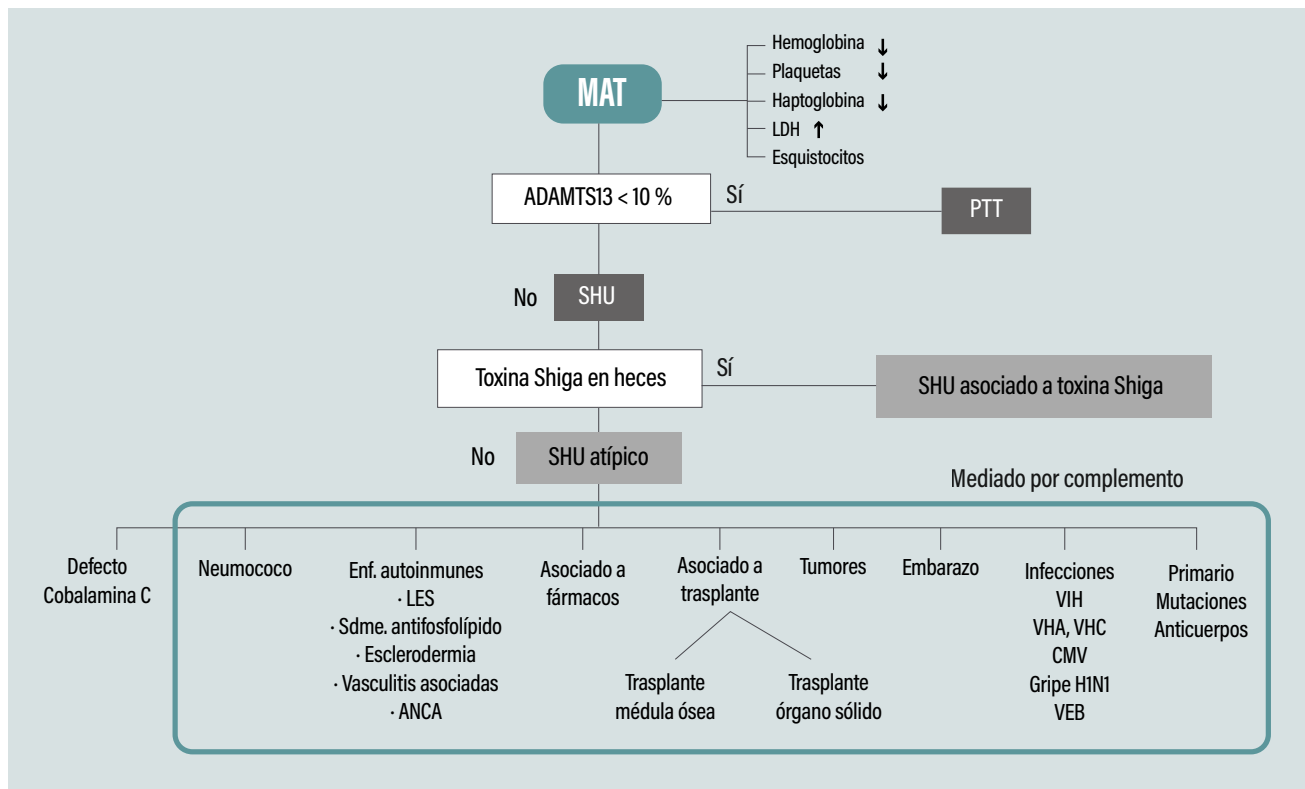 MAT
Hemoglobina ↓
Plaquetas ↓
Haptoglobina ↓
LDH ↑
Esquistocitos
ADAMTS13 < 10 %
Sí
PTT
No
SHU
Toxina Shiga en heces
Sí
SHU asociado a toxina Shiga
No
SHU atípico
Mediado por complemento
Defecto
Cobalamina C
Neumococo
Enf. autoinmunes
· LES
· Sdme. antifosfolípido
· Esclerodermia
· Vasculitis asociadas
· ANCA
Asociado a
fármacos
Asociado a
trasplante
Trasplante
médula ósea
Trasplante
órgano sólido
Tumores
Embarazo
Infecciones
VIH
VHA, VHC
CMV
Gripe H1N1
VEB
Primario
Mutaciones
Anticuerpos